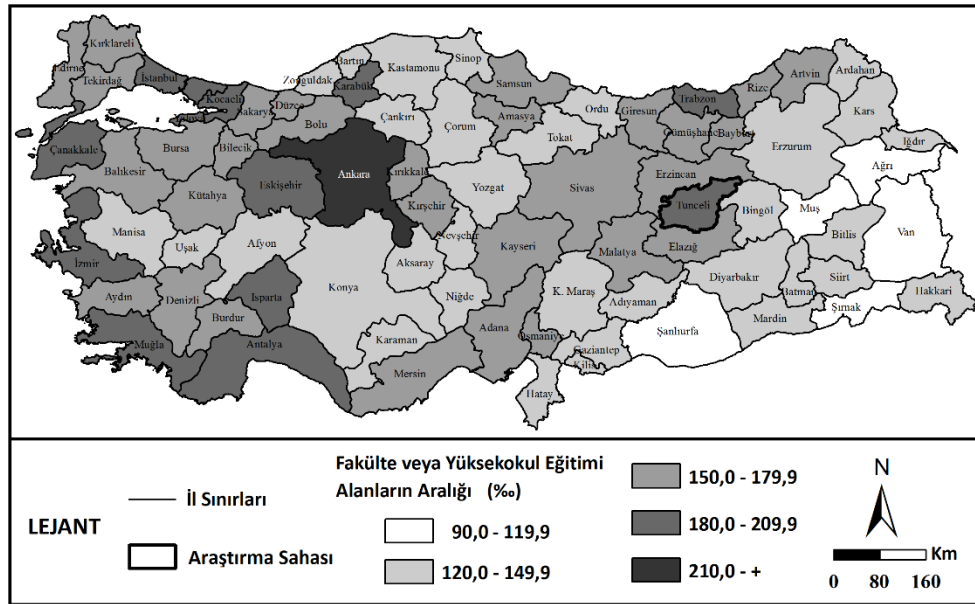 Kırklareli
Edirne
Tekirdağ
İstanbul
Kocaeli
Yalova
Sakarya
Düzce
Zonguldak
Bartın
Karabük
Kastamonu
Sinop
Samsun
Ordu
Giresun
Trabzon
Rize
Artvin
Ardahan
Kars
Iğdır
Ağrı
Erzurum
Bayburt
Gümüşhane
Tokat
Amasya
Çorum
Çankırı
Bolu
Bilecik
Bursa
Çanakkale
Balıkesir
Kütahya
Eskişehir
Ankara
Kırıkkale
Kırşehir
Yozgat
Sivas
Erzincan
Tunceli
Bingöl
Muş
Van
Bitlis
Siirt
Hakkari
Şırnak
Batman
Mardin
Diyarbakır
Elazığ
Malatya
Adıyaman
Şanlıurfa
K. Maraş
Gaziantep
Kilis
Hatay
Osmaniye
Adana
Kayseri
Nevşehir
Niğde
Aksaray
Konya
Karaman
Mersin
Antalya
Isparta
Burdur
Afyon
Uşak
Manisa
İzmir
Aydın
Denizli
Muğla
LEJANT
İl Sınırları
Araştırma Sahası
Fakülte veya Yüksekokul Eğitimi
Alanların Aralığı (‰)
90,0 - 119,9
120,0 - 149,9
150,0 - 179,9
180,0 - 209,9
210,0 - +
N
Km
0 80 160